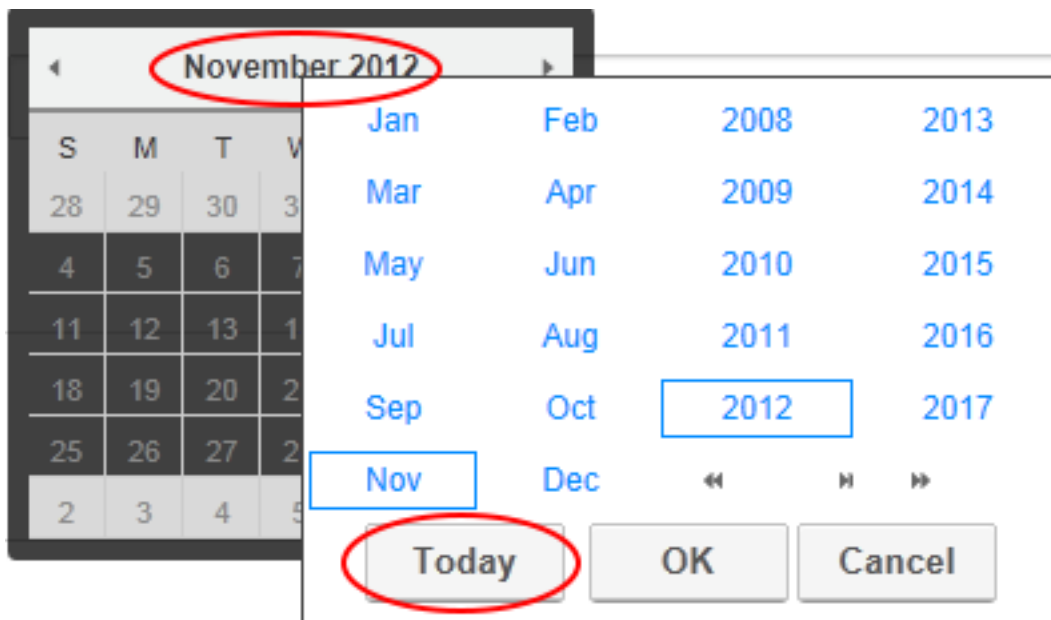 November 2012
S M T
28 29 30
4 5 6
11 12 13
18 19 20
25 26 27
2 3 4
Jan Feb 2008 2013
Mar Apr 2009 2014
May Jun 2010 2015
Jul Aug 2011 2016
Sep Oct 2012 2017
Nov Dec
Today OK Cancel